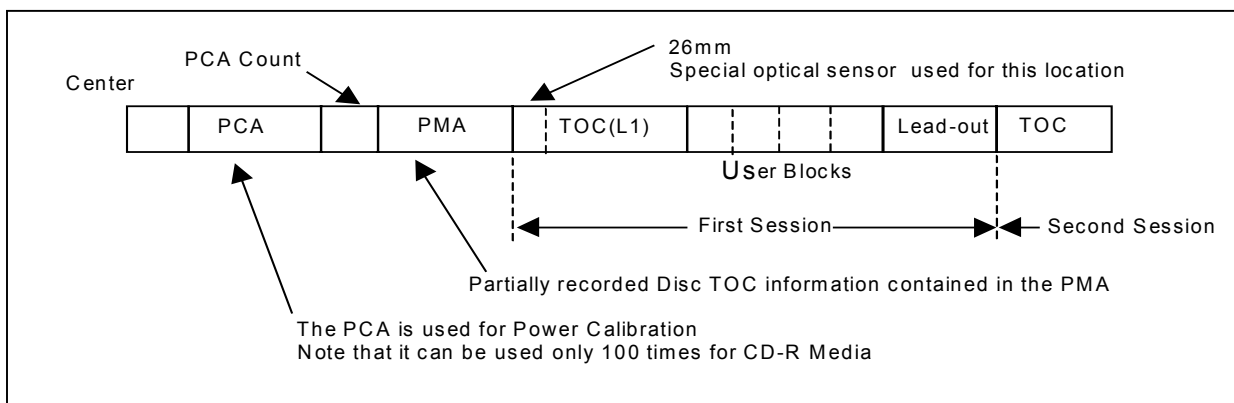 26mm
PCA Count
Special optical sensor used for this location
Center
PCA
PMA
TOC(L1)
Lead-out
TOC
User Blocks
First Session
Second Session
Partially recorded Disc TOC information contained in the PMA
The PCA is used for Power Calibration
Note that it can be used only 100 times for CD-R Media